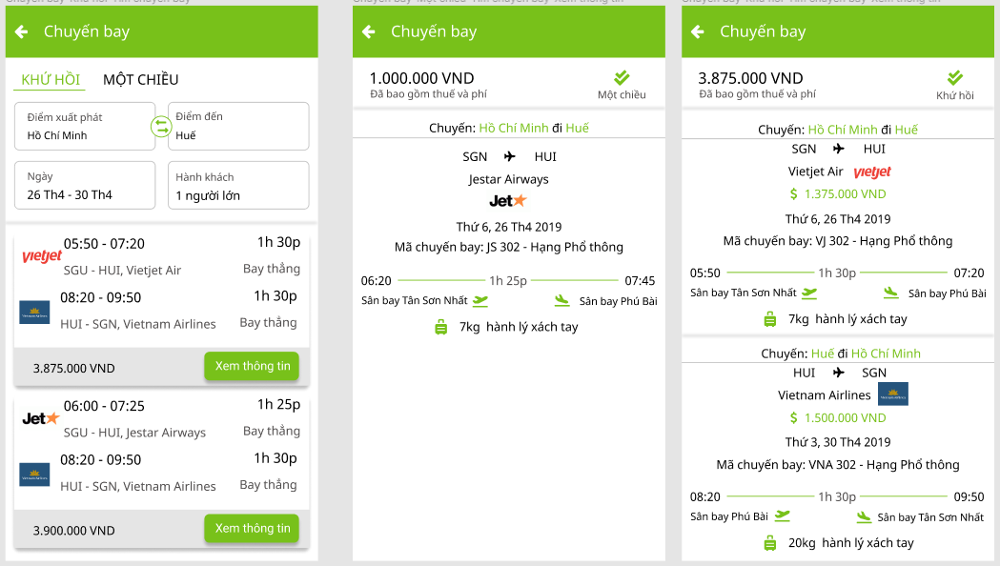 Chuyến bay
KHỨ HỒI MỘT CHIỀU
Điểm xuất phát
Hồ Chí Minh
Điểm đến
Huế
Ngày
26 Th4 - 30 Th4
Hành khách
1 người lớn
vietjet
05:50 - 07:20 1h 30p
SGU - HUI, Vietjet Air Bay thẳng
08:20 - 09:50 1h 30p
HUI - SGN, Vietnam Airlines Bay thẳng
3.875.000 VND Xem thông tin
Jet
06:00 - 07:25 1h 25p
SGU - HUI, Jestar Airways Bay thẳng
08:20 - 09:50 1h 30p
HUI - SGN, Vietnam Airlines Bay thẳng
3.900.000 VND Xem thông tin
Chuyến bay
1.000.000 VND
Đã bao gồm thuế và phí Một chiều
Chuyến: Hồ Chí Minh đi Huế
SGN HUI
Jestar Airways
Jet
Thứ 6, 26 Th4 2019
Mã chuyến bay: JS 302 - Hạng Phổ thông
06:20 1h 25p 07:45
Sân bay Tân Sơn Nhất Sân bay Phú Bài
7kg hành lý xách tay
Chuyến bay
3.875.000 VND
Đã bao gồm thuế và phí Khứ hồi
Chuyến: Hồ Chí Minh đi Huế
SGN HUI
Vietjet Air vietjet
$ 1.375.000 VND
Thứ 6, 26 Th4 2019
Mã chuyến bay: VJ 302 - Hạng Phổ thông
05:50 1h 30p 07:20
Sân bay Tân Sơn Nhất Sân bay Phú Bài
7kg hành lý xách tay
Chuyến: Huế đi Hồ Chí Minh
HUI SGN
Vietnam Airlines
$ 1.500.000 VND
Thứ 3, 30 Th4 2019
Mã chuyến bay: VNA 302 - Hạng Phổ thông
08:20 1h 30p 09:50
Sân bay Phú Bài Sân bay Tân Sơn Nhất
20kg hành lý xách tay